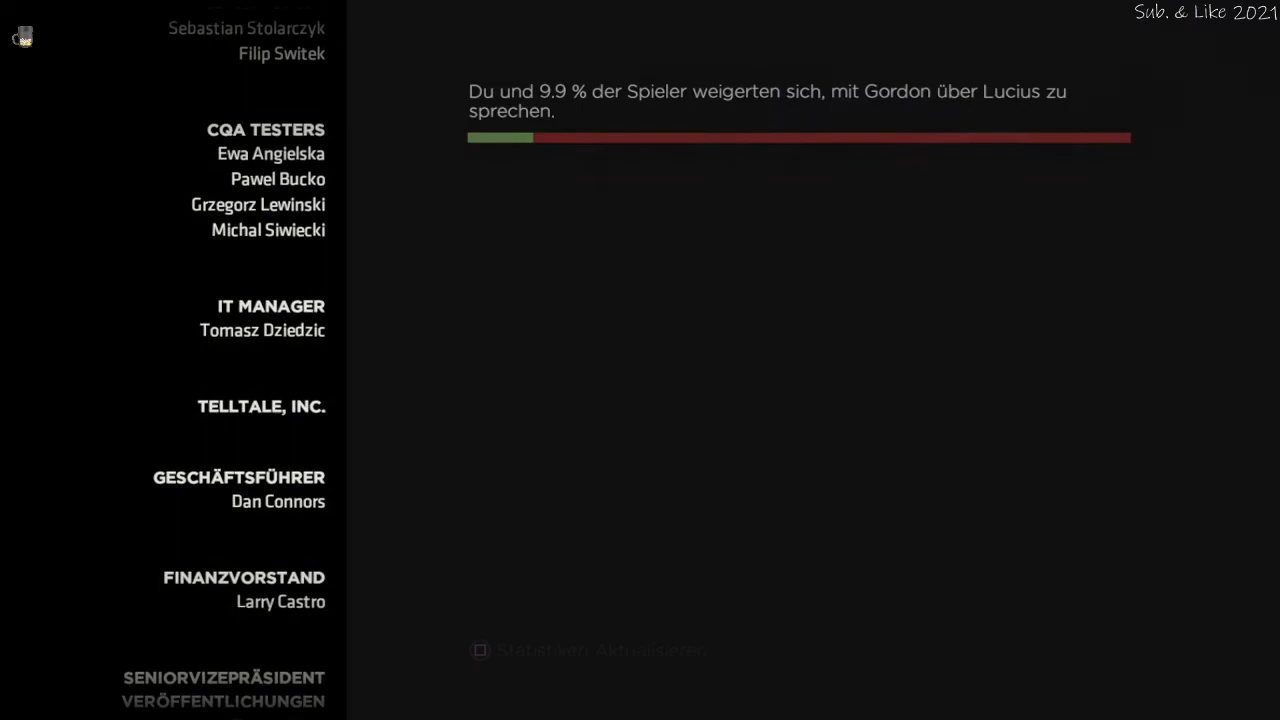 Sub. & Like 2021
Sebastian Stolarczyk
Filip Switek
CQA TESTERS
Ewa Angielska
Pawel Bucko
Grzegorz Lewinski
Michal Siwiecki
IT MANAGER
Tomasz Dziedzic
TELLTALE, INC.
GESCHÄFTSFÜHRER
Dan Connors
FINANZVORSTAND
Larry Castro
SENIORVIZEPRÄSIDENT
VERÖFFENTLICHUNGEN
Du und 9.9 % der Spieler weigerten sich, mit Gordon über Lucius zu
sprechen.
Statistiken Aktualisieren